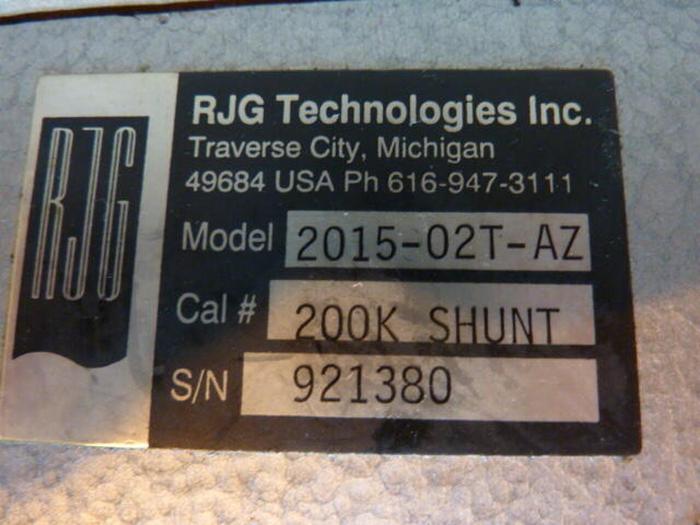 RJG
RJG Technologies Inc.
Traverse City, Michigan
49684 USA Ph 616-947-3111
Model 2015-02T-AZ
Cal # 200K SHUNT
S/N 921380